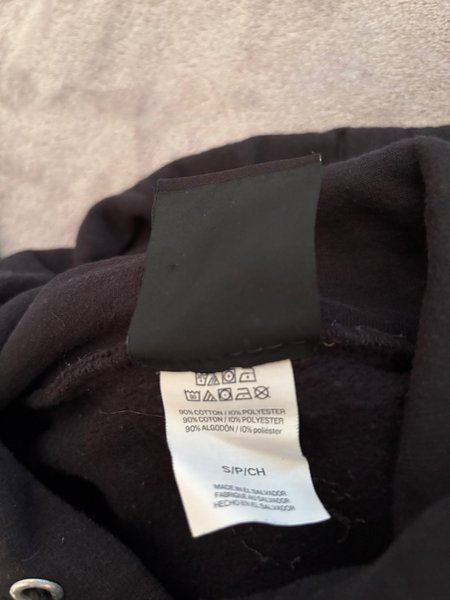 90% COTTON / 10% POLYESTER
90% COTON / 10% POLYESTER
90% ALGODÓN / 10% poliéster
S/P/CH
MADE IN EL SALVADOR
FABRIQUE AU SALVADOR
HECHO EN EL SALVADOR